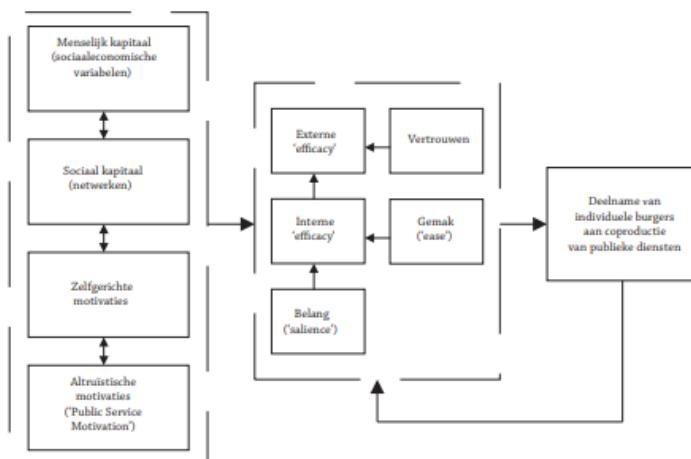 Menselijk kapitaal
(sociaaleconomische
variabelen)
Sociaal kapitaal
(netwerken)
Zelfgerichte
motivaties
Altruïstische
motivaties
('Public Service
Motivation')
Externe
'efficacy'
Vertrouwen
Interne
'efficacy'
Gemak
('ease')
Belang
('salience')
Deelname van
individuele burgers
aan coproductie
van publieke diensten